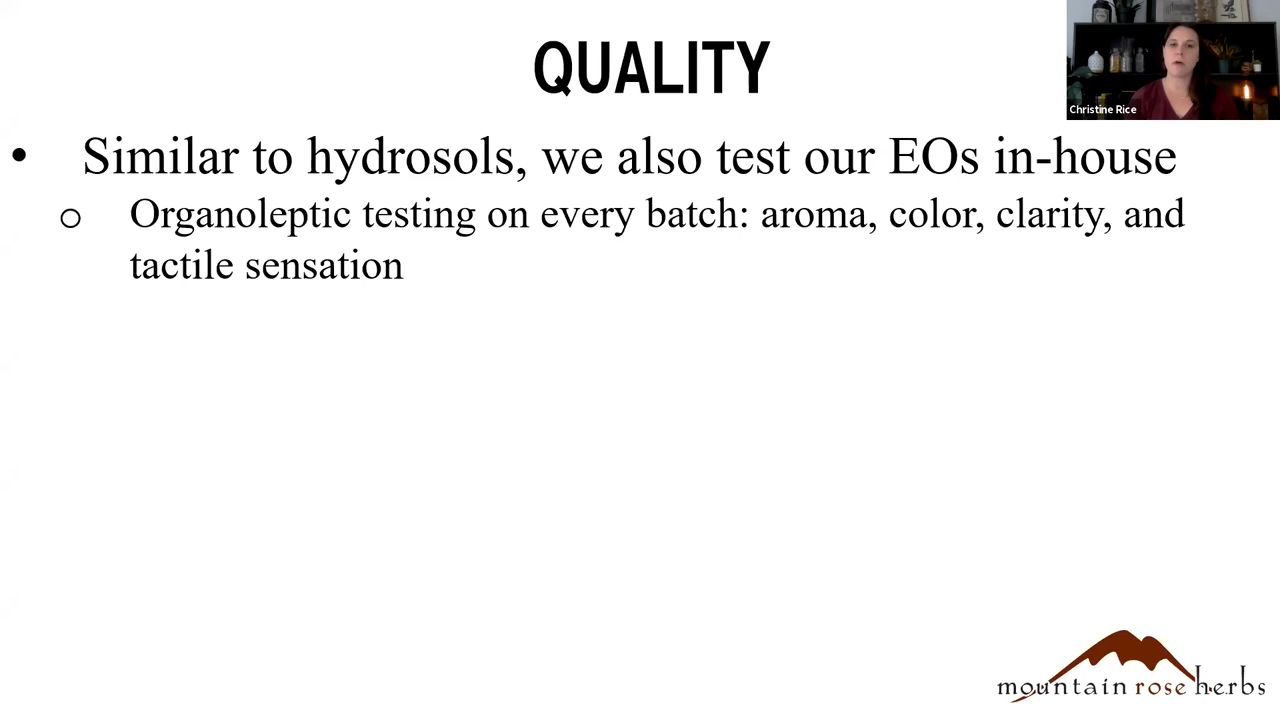 QUALITY
Christine Rice
• Similar to hydrosols, we also test our EOs in-house
o Organoleptic testing on every batch: aroma, color, clarity, and
tactile sensation
mountain rose herbs